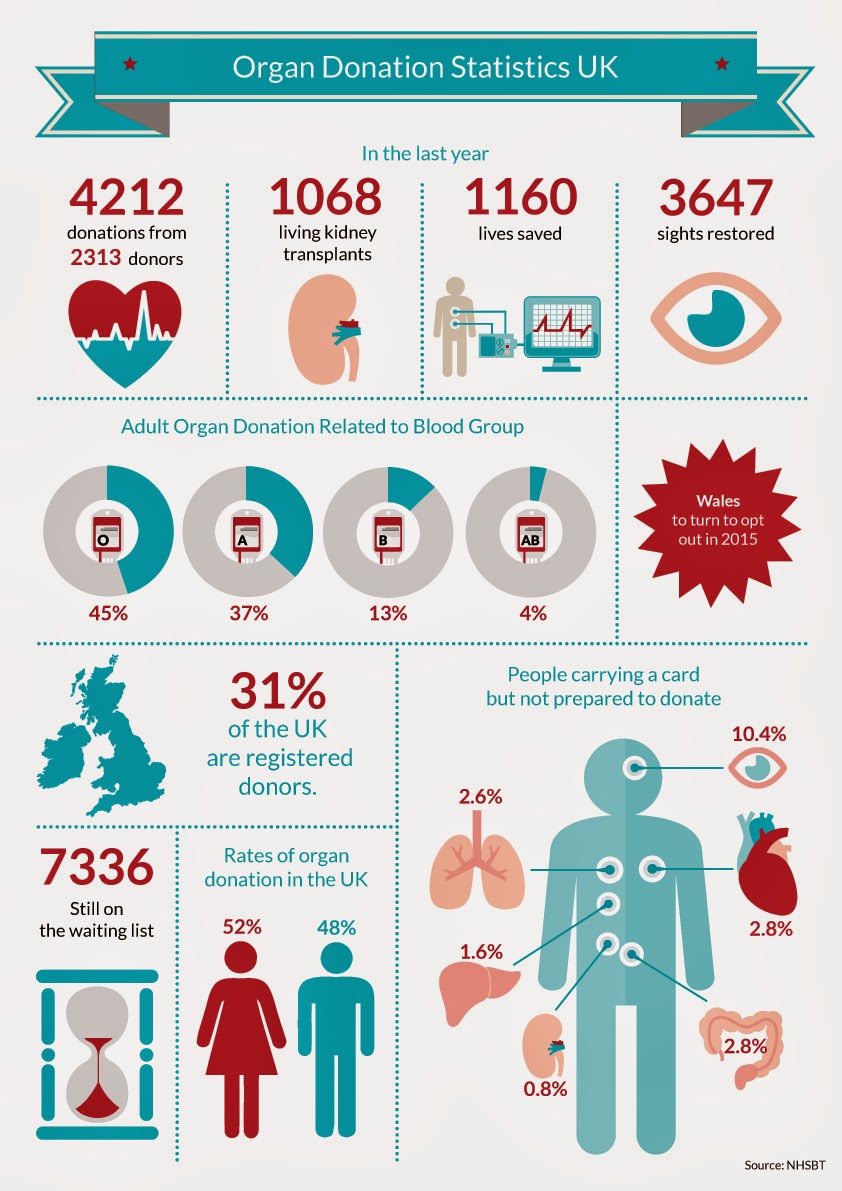 Organ Donation Statistics UK
In the last year
4212
donations from
2313 donors
1068
living kidney
transplants
1160
lives saved
3647
sights restored
Adult Organ Donation Related to Blood Group
O
A
B
AB
45%
37%
13%
4%
Wales
to turn to opt
out in 2015
31%
of the UK
are registered
donors.
People carrying a card
but not prepared to donate
10.4%
2.6%
2.8%
1.6%
0.8%
2.8%
7336
Still on
the waiting list
Rates of organ
donation in the UK
52%
48%
Source: NHSBT